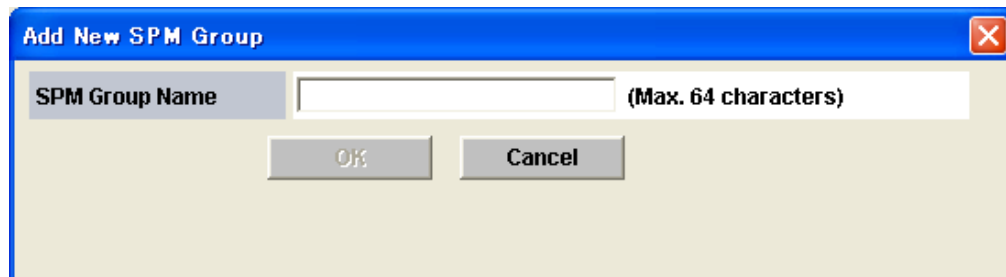 Add New SPM Group
SPM Group Name (Max. 64 characters)
OK Cancel